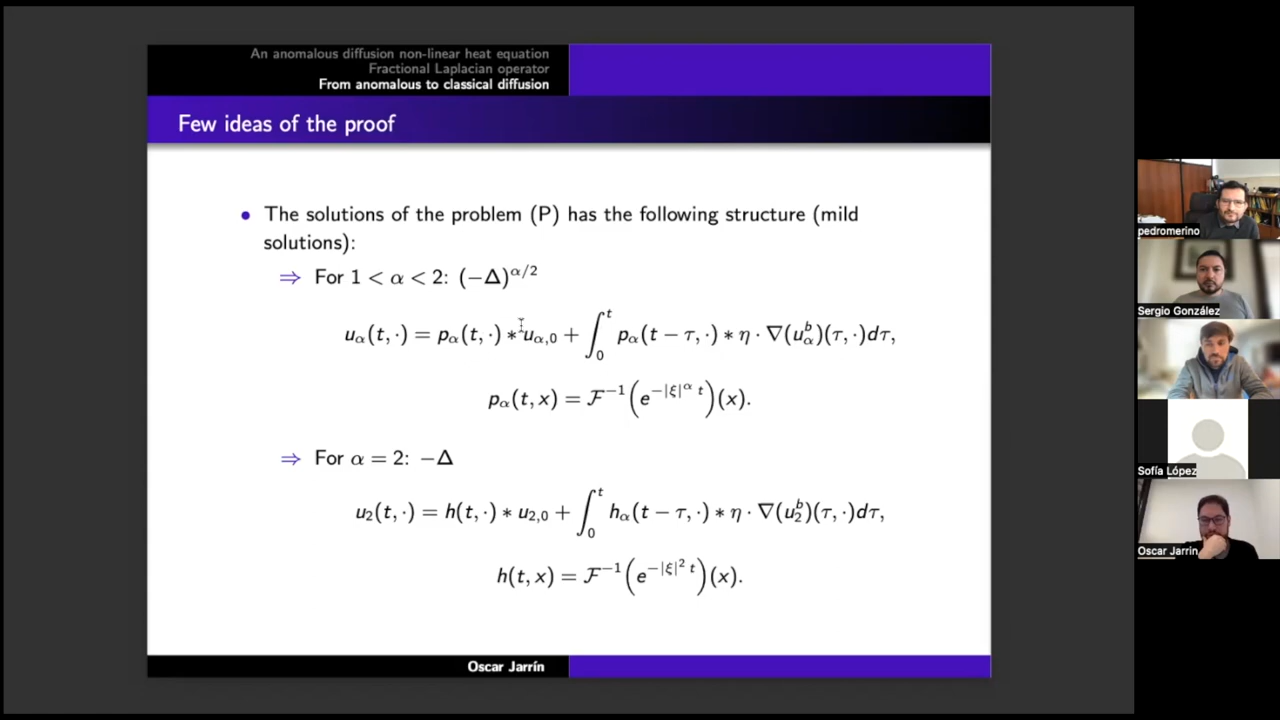 An anomalous diffusion non-linear heat equation
Fractional Laplacian operator
From anomalous to classical diffusion
Few ideas of the proof
• The solutions of the problem (P) has the following structure (mild
solutions):
⇒ For 1 < α < 2: (−Δ)^{α/2}
u_α(t, ·) = p_α(t, ·) ∗ u_{α,0} + ∫_0^t p_α(t − τ, ·) ∗ η · ∇(u_α^b)(τ, ·)dτ,
p_α(t, x) = ℱ^{−1}(e^{−|ξ|^α t})(x).
⇒ For α = 2: −Δ
u_2(t, ·) = h(t, ·) ∗ u_{2,0} + ∫_0^t h_α(t − τ, ·) ∗ η · ∇(u_2^b)(τ, ·)dτ,
h(t, x) = ℱ^{−1}(e^{−|ξ|^2 t})(x).
Oscar Jarrín
pedromerino
Sergio González
Sofía López
Oscar Jarrin